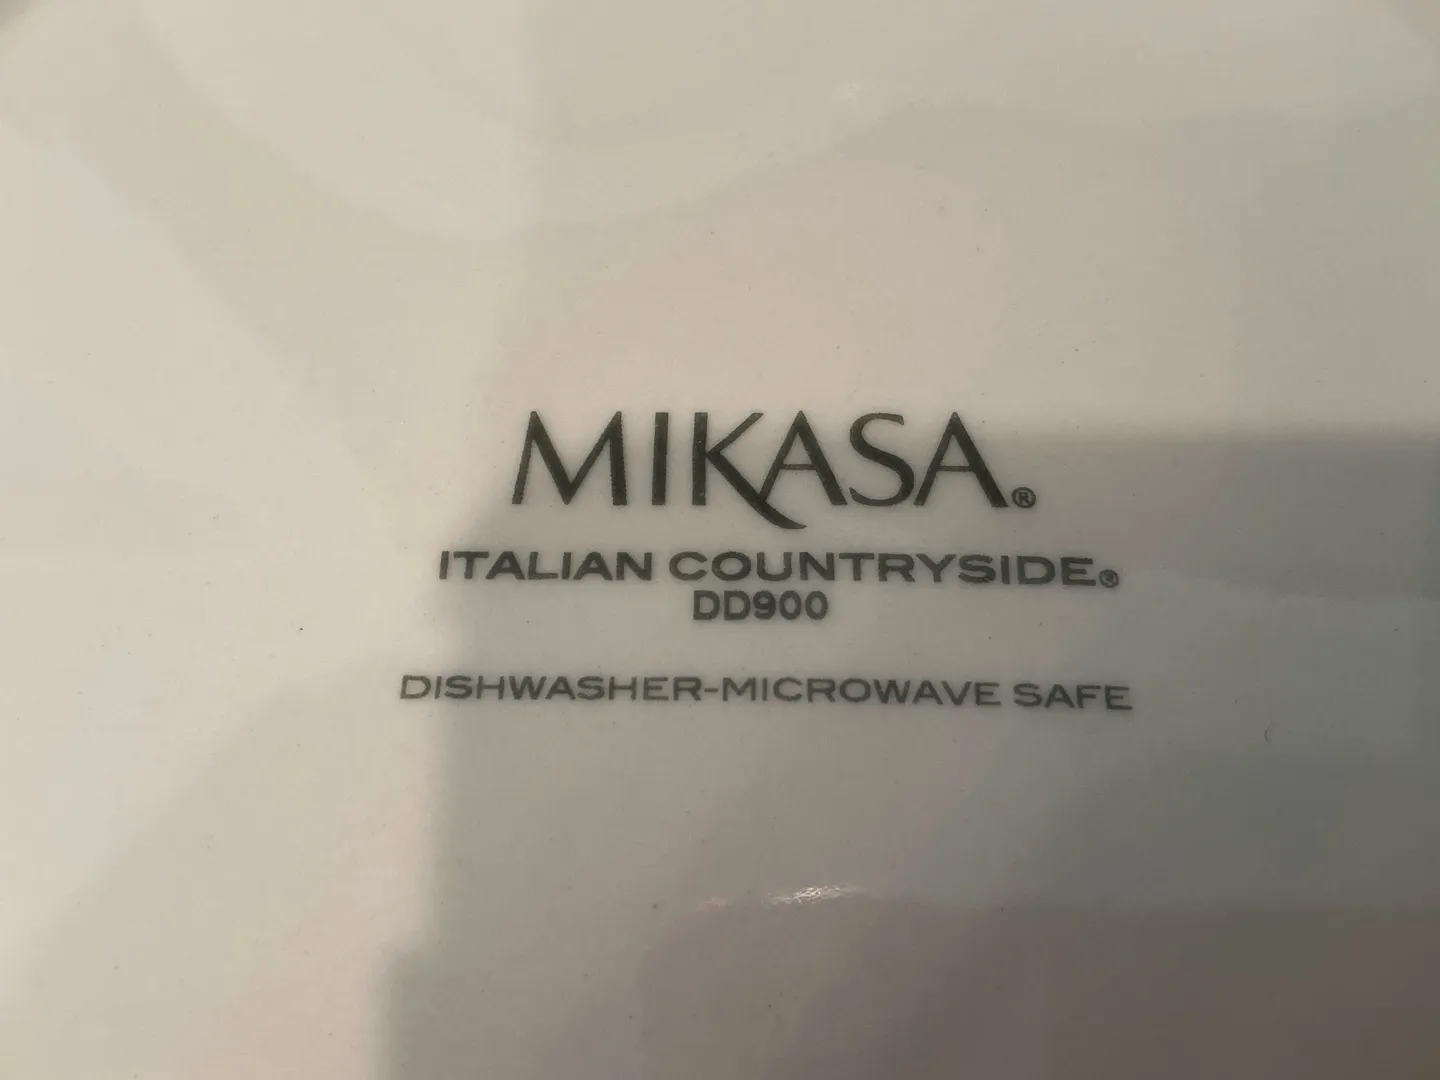 MIKASA®
ITALIAN COUNTRYSIDE®
DD900
DISHWASHER-MICROWAVE SAFE